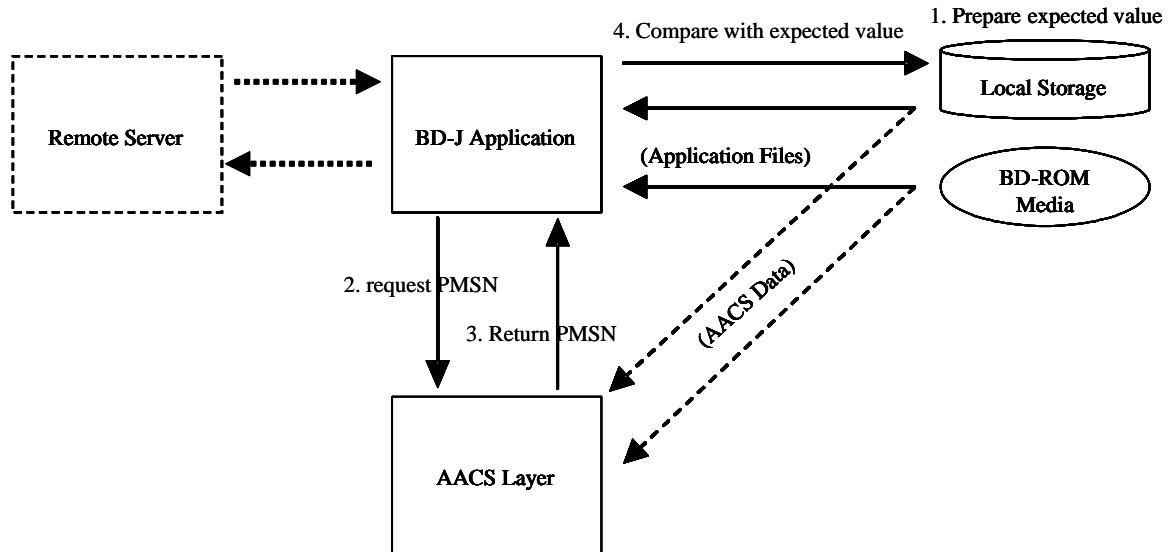 1. Prepare expected value
4. Compare with expected value
Local Storage
Remote Server
BD-J Application
(Application Files)
BD-ROM
Media
2. request PMSN
(AACS Data)
3. Return PMSN
AACS Layer